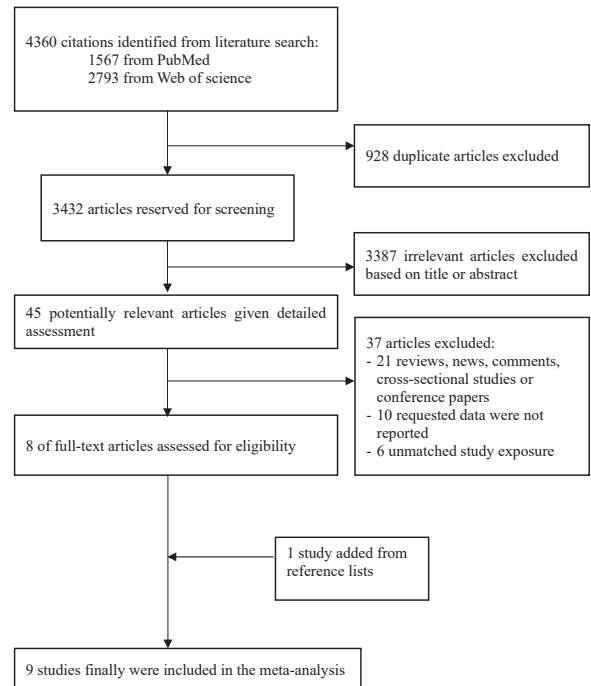 4360 citations identified from literature search:
1567 from PubMed
2793 from Web of science
928 duplicate articles excluded
3432 articles reserved for screening
3387 irrelevant articles excluded
based on title or abstract
45 potentially relevant articles given detailed
assessment
37 articles excluded:
- 21 reviews, news, comments,
cross-sectional studies or
conference papers
- 10 requested data were not
reported
- 6 unmatched study exposure
8 of full-text articles assessed for eligibility
1 study added from
reference lists
9 studies finally were included in the meta-analysis